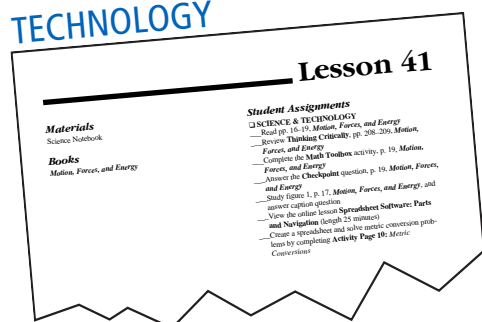 TECHNOLOGY
Lesson 41
Materials
Science Notebook
Books
Motion, Forces, and Energy
Student Assignments
❑ SCIENCE & TECHNOLOGY
___Read pp. 16–19, Motion, Forces, and Energy
___Review Thinking Critically, pp. 208–209, Motion,
Forces, and Energy
___Complete the Math Toolbox activity, p. 19, Motion,
Forces, and Energy
___Answer the Checkpoint question, p. 19, Motion, Forces,
and Energy
___Study figure 1, p. 17, Motion, Forces, and Energy, and
answer caption question
___View the online lesson Spreadsheet Software: Parts
and Navigation (length 25 minutes)
___Create a spreadsheet and solve metric conversion prob-
lems by completing Activity Page 10: Metric
Conversions